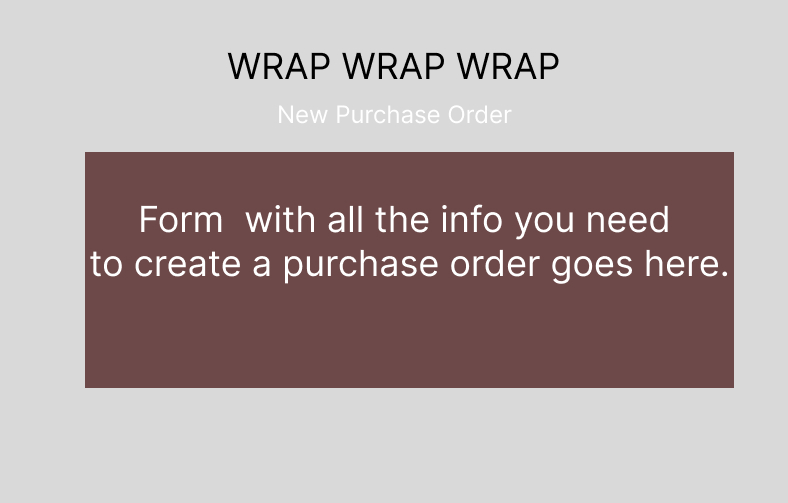 WRAP WRAP WRAP
New Purchase Order
Form  with all the info you need
to create a purchase order goes here.